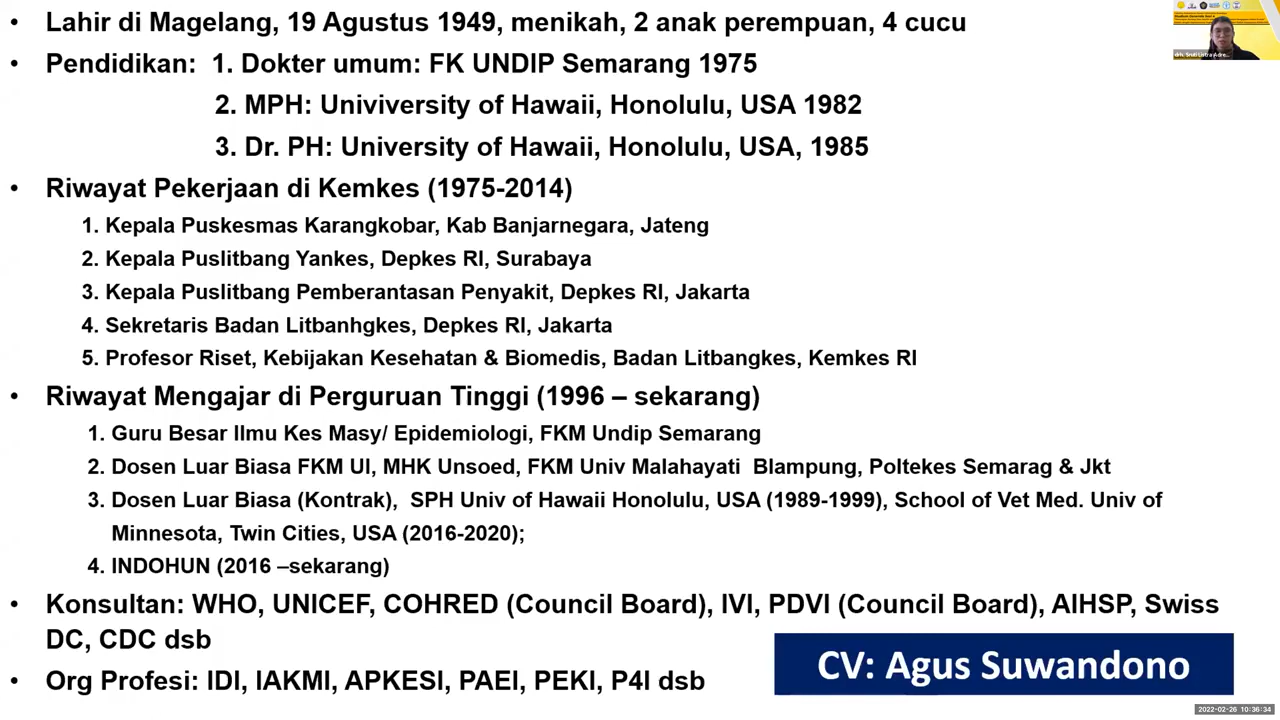 • Lahir di Magelang, 19 Agustus 1949, menikah, 2 anak perempuan, 4 cucu
• Pendidikan: 1. Dokter umum: FK UNDIP Semarang 1975
2. MPH: Univiversity of Hawaii, Honolulu, USA 1982
3. Dr. PH: University of Hawaii, Honolulu, USA, 1985
• Riwayat Pekerjaan di Kemkes (1975-2014)
1. Kepala Puskesmas Karangkobar, Kab Banjarnegara, Jateng
2. Kepala Puslitbang Yankes, Depkes RI, Surabaya
3. Kepala Puslitbang Pemberantasan Penyakit, Depkes RI, Jakarta
4. Sekretaris Badan Litbanhgkes, Depkes RI, Jakarta
5. Profesor Riset, Kebijakan Kesehatan & Biomedis, Badan Litbangkes, Kemkes RI
• Riwayat Mengajar di Perguruan Tinggi (1996 – sekarang)
1. Guru Besar Ilmu Kes Masy/ Epidemiologi, FKM Undip Semarang
2. Dosen Luar Biasa FKM UI, MHK Unsoed, FKM Univ Malahayati Blampung, Poltekes Semarag & Jkt
3. Dosen Luar Biasa (Kontrak), SPH Univ of Hawaii Honolulu, USA (1989-1999), School of Vet Med. Univ of
Minnesota, Twin Cities, USA (2016-2020);
4. INDOHUN (2016 –sekarang)
• Konsultan: WHO, UNICEF, COHRED (Council Board), IVI, PDVI (Council Board), AIHSP, Swiss
DC, CDC dsb
• Org Profesi: IDI, IAKMI, APKESI, PAEI, PEKI, P4I dsb
CV: Agus Suwandono
2022-02-26 10:36:34